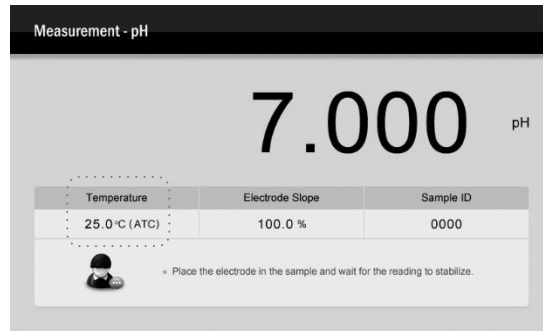 Measurement - pH
7.000 pH
Temperature Electrode Slope Sample ID
25.0°C (ATC) 100.0 % 0000
Place the electrode in the sample and wait for the reading to stabilize.